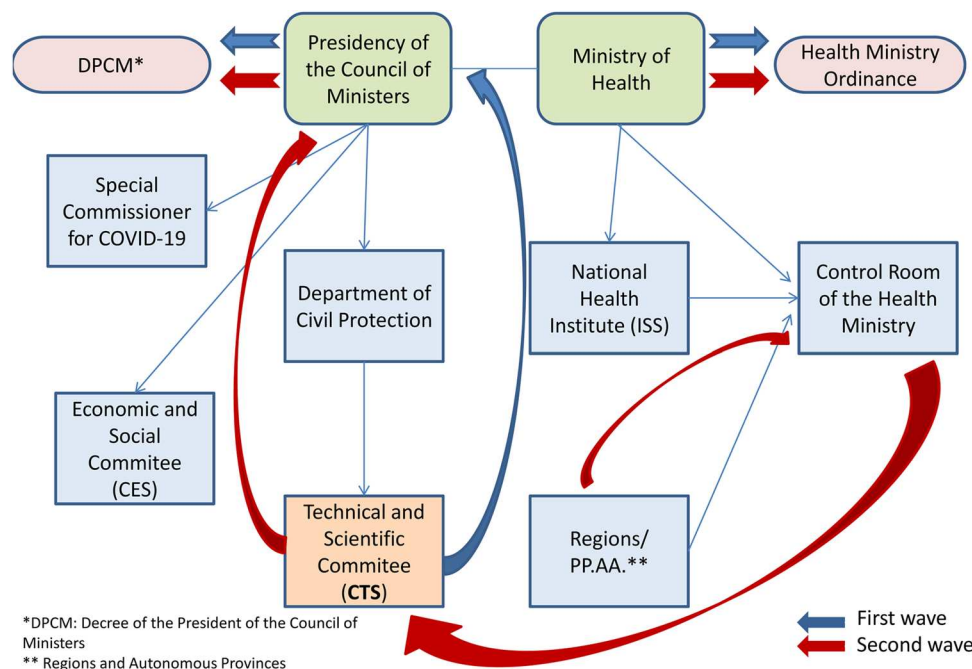 DPCM*
Presidency of
the Council of
Ministers
Ministry of
Health
Health Ministry
Ordinance
Special
Commissioner
for COVID-19
Department of
Civil Protection
National
Health
Institute (ISS)
Control Room
of the Health
Ministry
Economic and
Social
Commitee
(CES)
Technical and
Scientific
Commitee
(CTS)
Regions/
PP.AA.**
*DPCM: Decree of the President of the Council of
Ministers
** Regions and Autonomous Provinces
First wave
Second wave